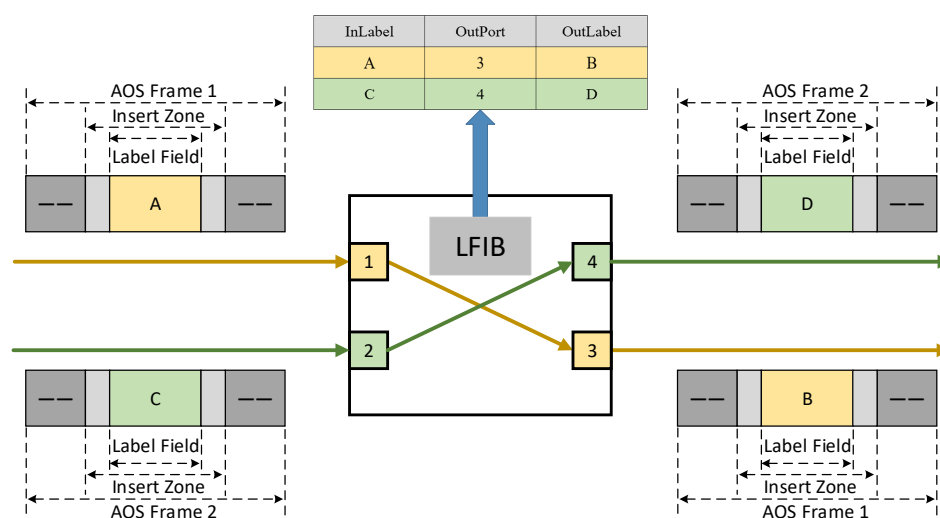 InLabel OutPort OutLabel
A 3 B
C 4 D
AOS Frame 1
Insert Zone
Label Field
—— A ——
AOS Frame 2
Insert Zone
Label Field
—— D ——
LFIB
1
4
2
3
—— C ——
Label Field
Insert Zone
AOS Frame 2
—— B ——
Label Field
Insert Zone
AOS Frame 1